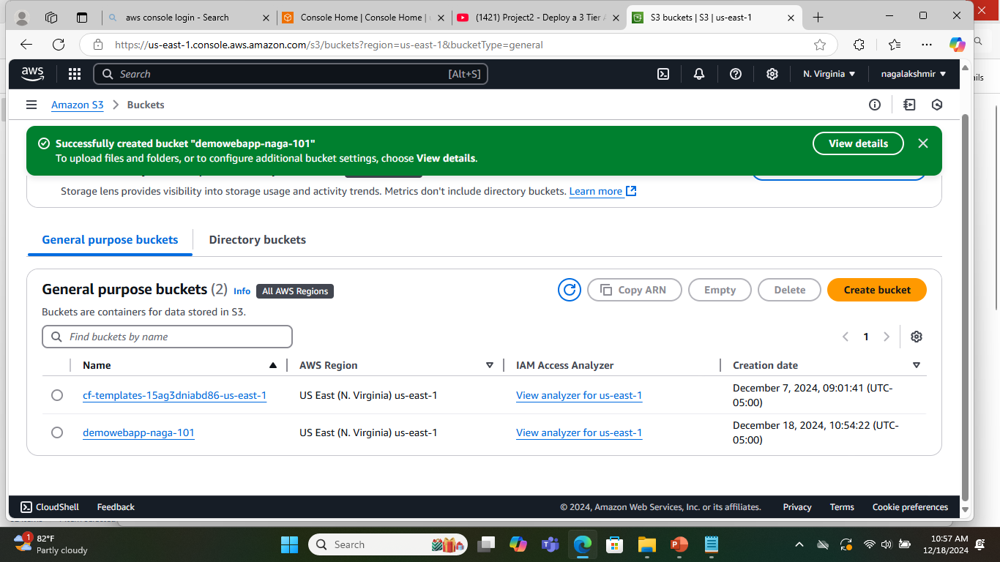 aws console login - Search
Console Home | Console Home |
(1421) Project2 - Deploy a 3 Tier
S3 buckets | S3 | us-east-1
https://us-east-1.console.aws.amazon.com/s3/buckets?region=us-east-1&bucketType=general
aws
Search
[Alt+S]
N. Virginia
nagalakshmir
Amazon S3
Buckets
Successfully created bucket "demowebapp-naga-101"
To upload files and folders, or to configure additional bucket settings, choose View details.
View details
Storage lens provides visibility into storage usage and activity trends. Metrics don't include directory buckets. Learn more
General purpose buckets
Directory buckets
General purpose buckets (2) Info All AWS Regions
Copy ARN
Empty
Delete
Create bucket
Buckets are containers for data stored in S3.
Find buckets by name
1
Name
AWS Region
IAM Access Analyzer
Creation date
cf-templates-15ag3dniabd86-us-east-1
US East (N. Virginia) us-east-1
View analyzer for us-east-1
December 7, 2024, 09:01:41 (UTC-
05:00)
demowebapp-naga-101
US East (N. Virginia) us-east-1
View analyzer for us-east-1
December 18, 2024, 10:54:22 (UTC-
05:00)
CloudShell
Feedback
© 2024, Amazon Web Services, Inc. or its affiliates.
Privacy
Terms
Cookie preferences
1
82°F
Partly cloudy
Search
10:57 AM
12/18/2024